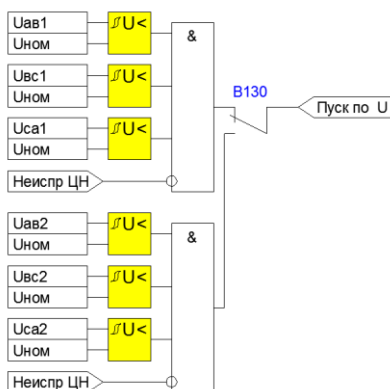 Uав1
Uном
U<
&
Uвс1
Uном
U<
B130
Пуск по U
Uса1
Uном
U<
Неиспр ЦН
Uав2
Uном
U<
&
Uвс2
Uном
U<
Uса2
Uном
U<
Неиспр ЦН